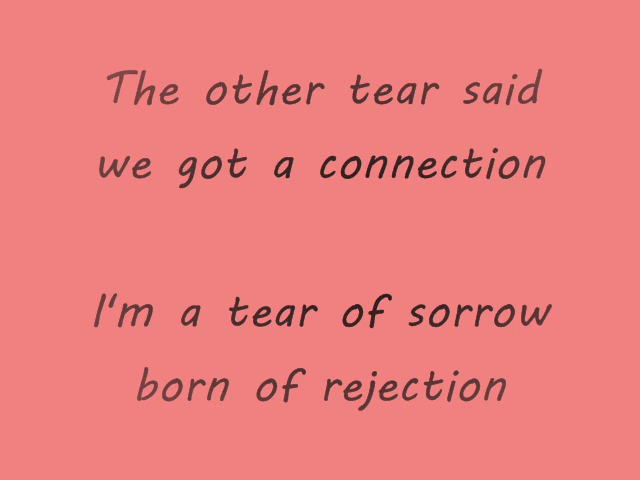 The other tear said
we got a connection
I'm a tear of sorrow
born of rejection